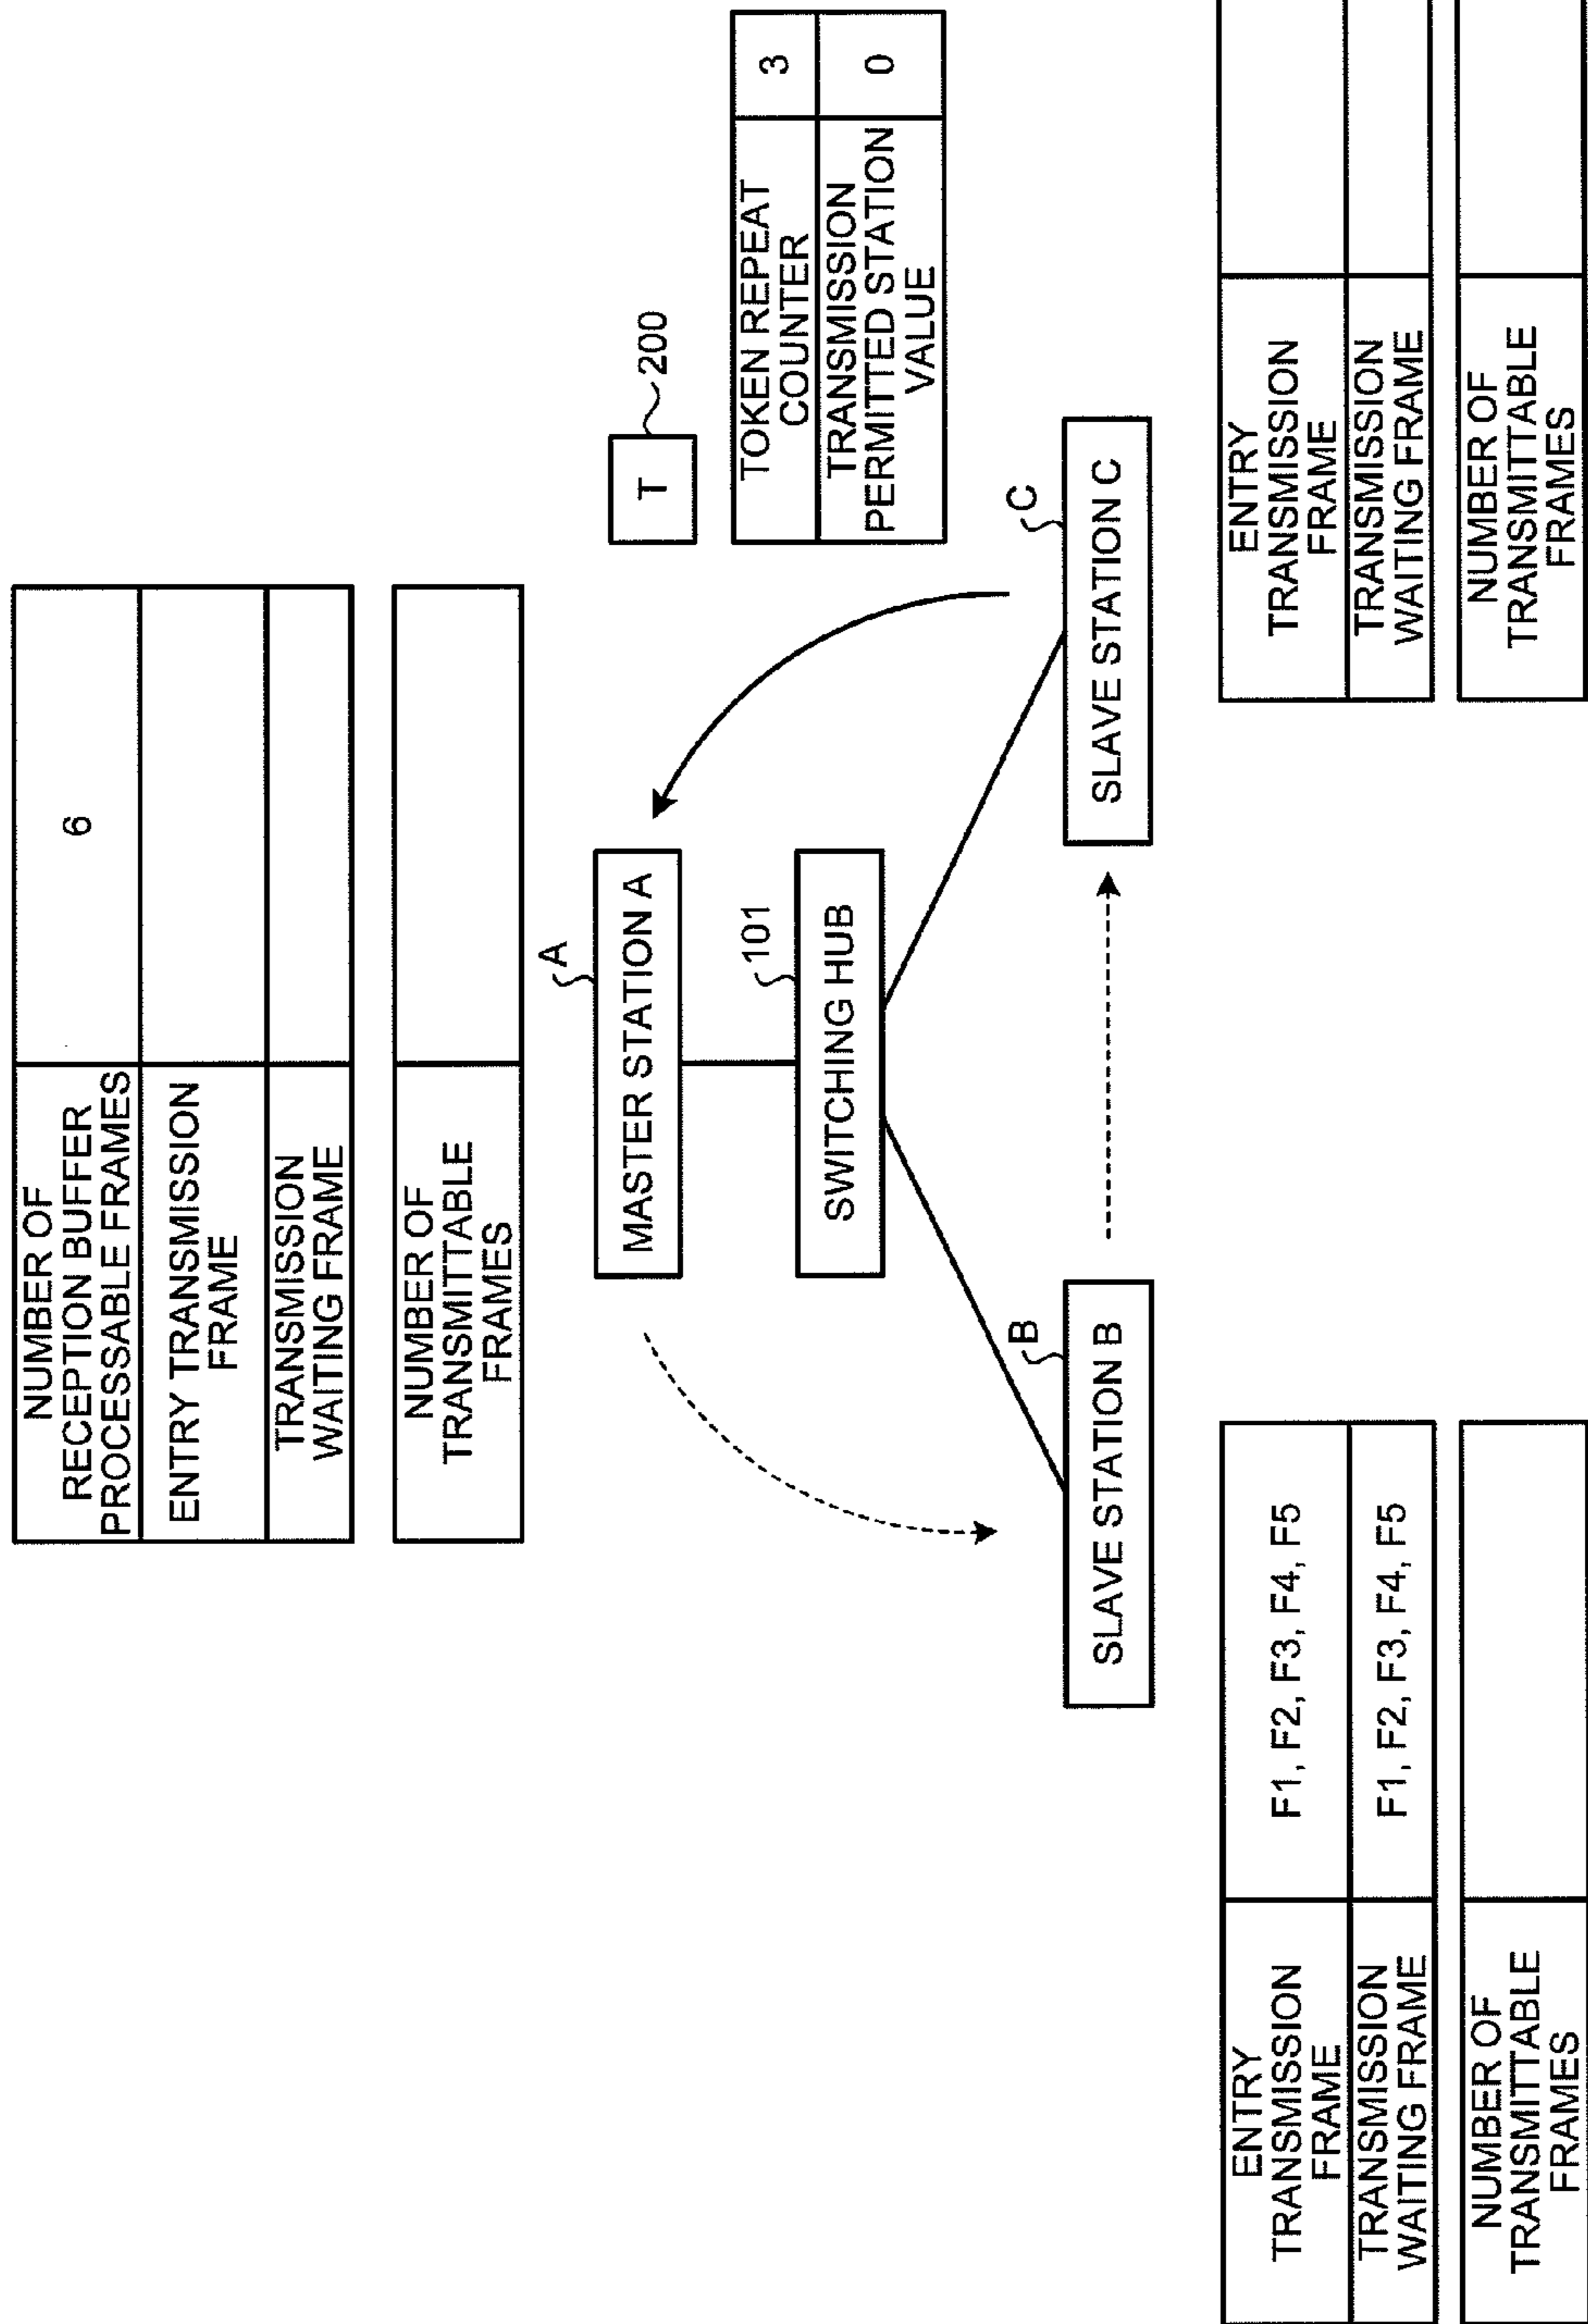 NUMBER OF
RECEPTION BUFFER
PROCESSABLE FRAMES
6
ENTRY TRANSMISSION
FRAME
TRANSMISSION
WAITING FRAME
NUMBER OF
TRANSMITTABLE
FRAMES
A
MASTER STATION A
T
200
TOKEN REPEAT
COUNTER
3
TRANSMISSION
PERMITTED STATION
VALUE
0
101
SWITCHING HUB
B
SLAVE STATION B
C
SLAVE STATION C
ENTRY
TRANSMISSION
FRAME
F1, F2, F3, F4, F5
TRANSMISSION
WAITING FRAME
F1, F2, F3, F4, F5
NUMBER OF
TRANSMITTABLE
FRAMES
ENTRY
TRANSMISSION
FRAME
TRANSMISSION
WAITING FRAME
NUMBER OF
TRANSMITTABLE
FRAMES